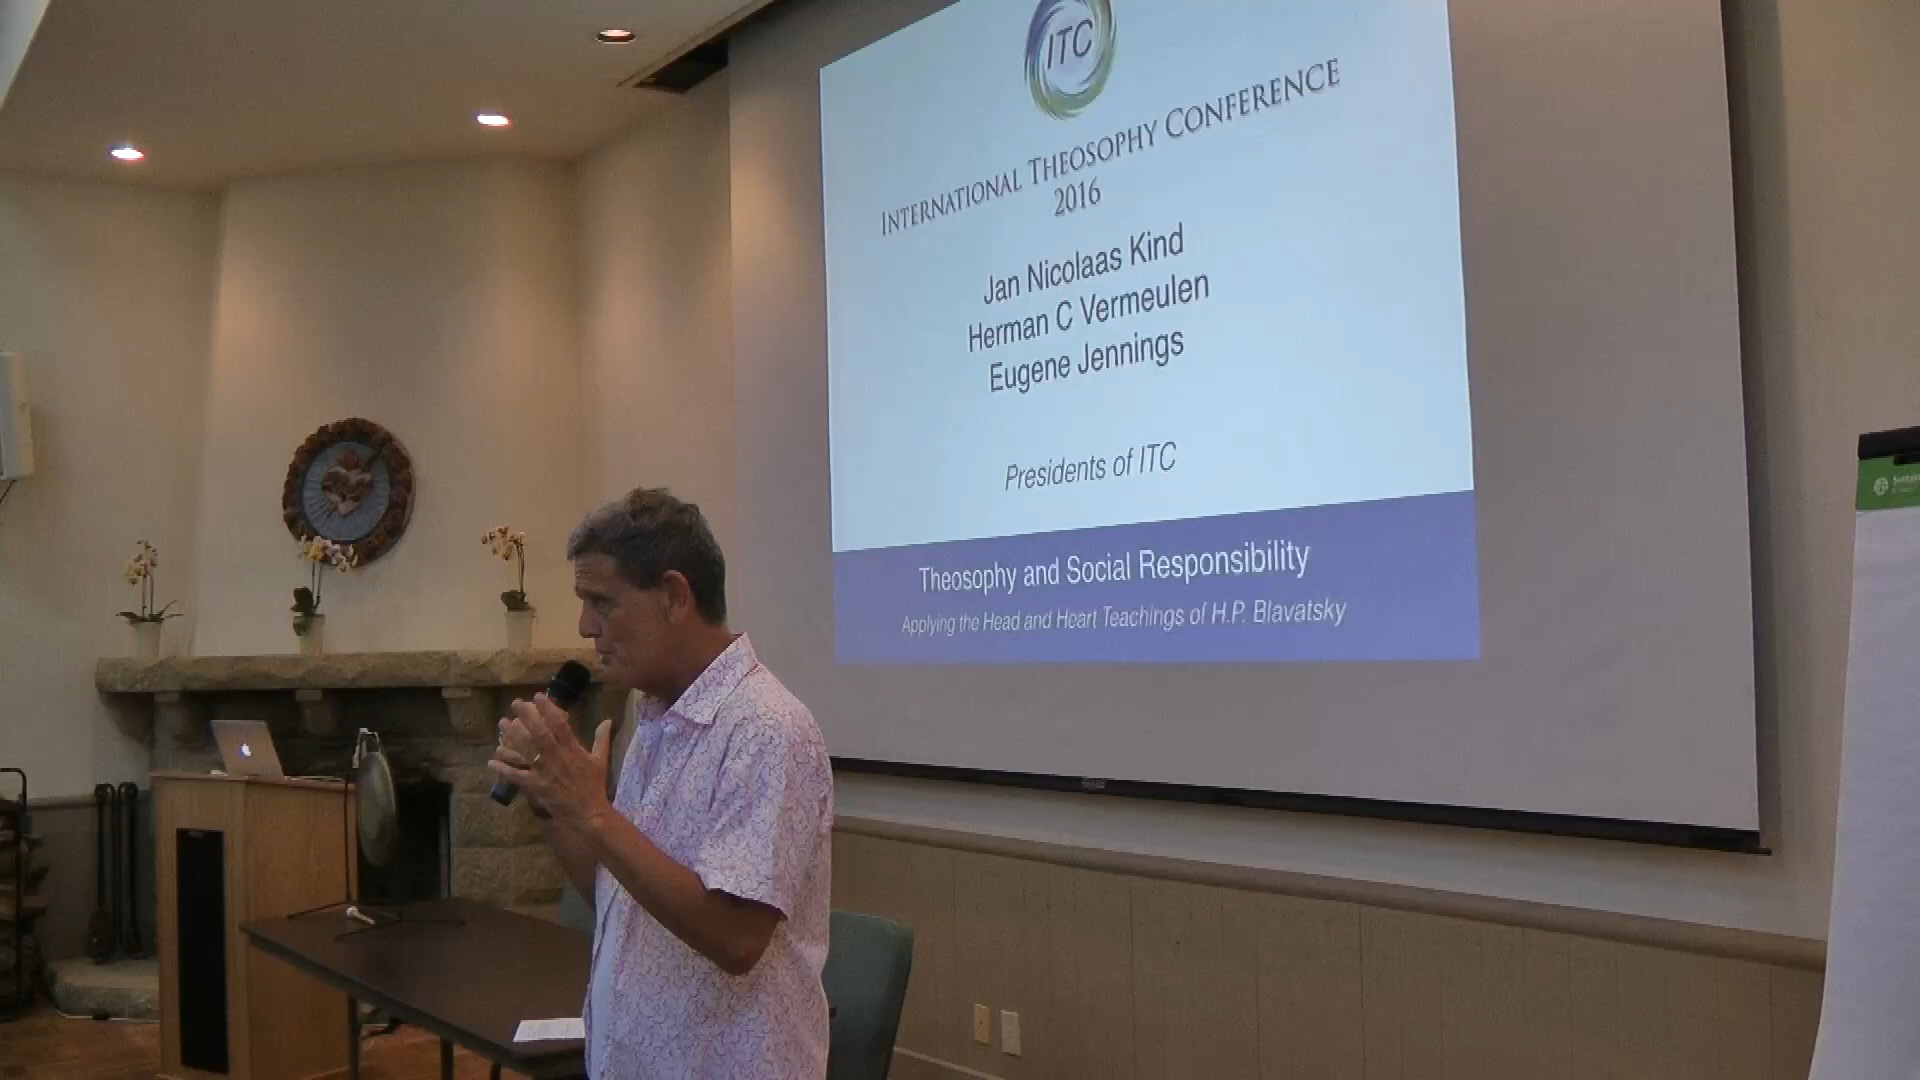 ITC
INTERNATIONAL THEOSOPHY CONFERENCE
2016
Jan Nicolaas Kind
Herman C Vermeulen
Eugene Jennings
Presidents of ITC
Theosophy and Social Responsibility
Applying the Head and Heart Teachings of H.P. Blavatsky